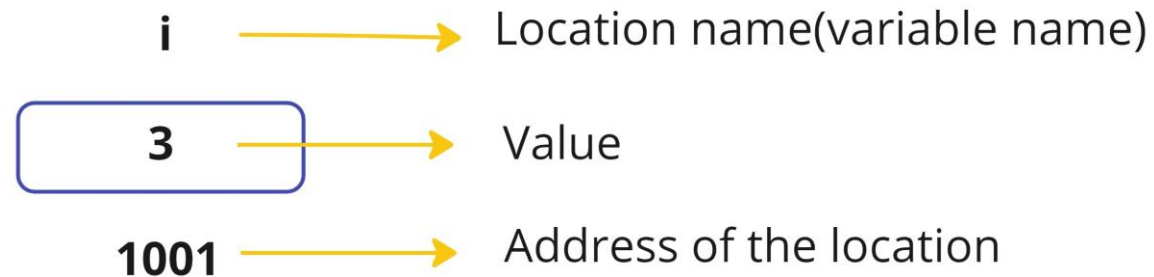 i Location name(variable name)
3 Value
1001 Address of the location